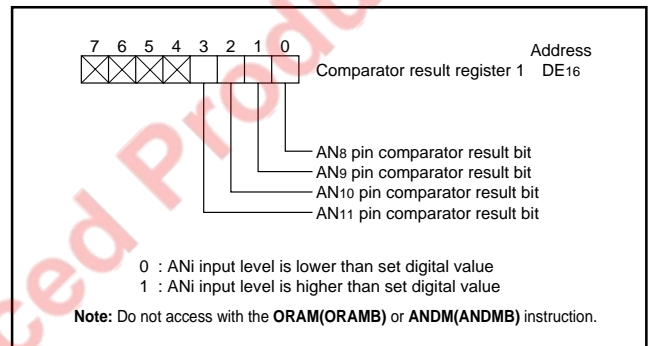 7 6 5 4 3 2 1 0
Address
Comparator result register 1 DE16
AN8 pin comparator result bit
AN9 pin comparator result bit
AN10 pin comparator result bit
AN11 pin comparator result bit
0 : ANi input level is lower than set digital value
1 : ANi input level is higher than set digital value
Note: Do not access with the ORAM(ORAMB) or ANDM(ANDMB) instruction.
ced Produ